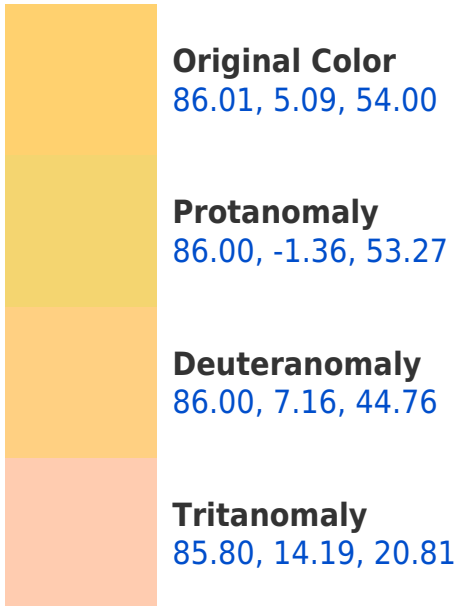 Original Color
86.01, 5.09, 54.00
Protanomaly
86.00, -1.36, 53.27
Deuteranomaly
86.00, 7.16, 44.76
Tritanomaly
85.80, 14.19, 20.81